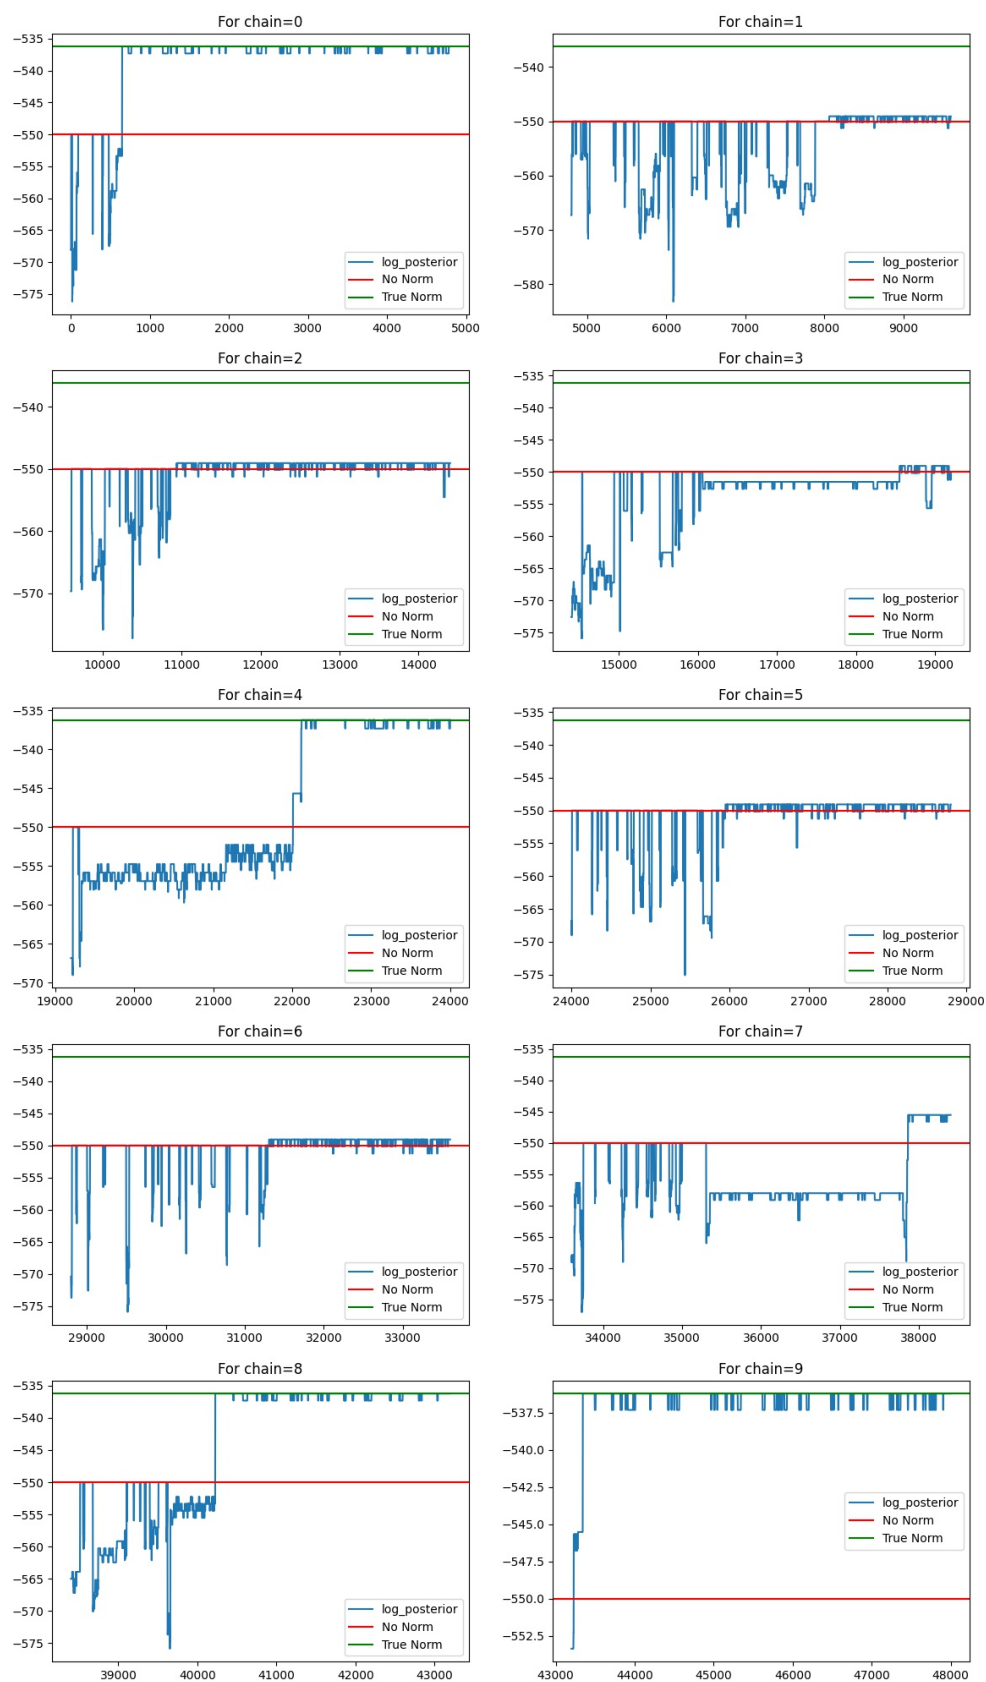 For chain=0
−535
−540
−545
−550
−555
−560
−565
−570
−575
log_posterior
No Norm
True Norm
0 1000 2000 3000 4000 5000
For chain=1
−540
−550
−560
−570
−580
log_posterior
No Norm
True Norm
5000 6000 7000 8000 9000
For chain=2
−540
−550
−560
−570
log_posterior
No Norm
True Norm
10000 11000 12000 13000 14000
For chain=3
−535
−540
−545
−550
−555
−560
−565
−570
−575
log_posterior
No Norm
True Norm
15000 16000 17000 18000 19000
For chain=4
−535
−540
−545
−550
−555
−560
−565
−570
log_posterior
No Norm
True Norm
19000 20000 21000 22000 23000 24000
For chain=5
−535
−540
−545
−550
−555
−560
−565
−570
−575
log_posterior
No Norm
True Norm
24000 25000 26000 27000 28000 29000
For chain=6
−535
−540
−545
−550
−555
−560
−565
−570
−575
log_posterior
No Norm
True Norm
29000 30000 31000 32000 33000
For chain=7
−535
−540
−545
−550
−555
−560
−565
−570
−575
log_posterior
No Norm
True Norm
34000 35000 36000 37000 38000
For chain=8
−535
−540
−545
−550
−555
−560
−565
−570
−575
log_posterior
No Norm
True Norm
39000 40000 41000 42000 43000
For chain=9
−537.5
−540.0
−542.5
−545.0
−547.5
−550.0
−552.5
log_posterior
No Norm
True Norm
43000 44000 45000 46000 47000 48000